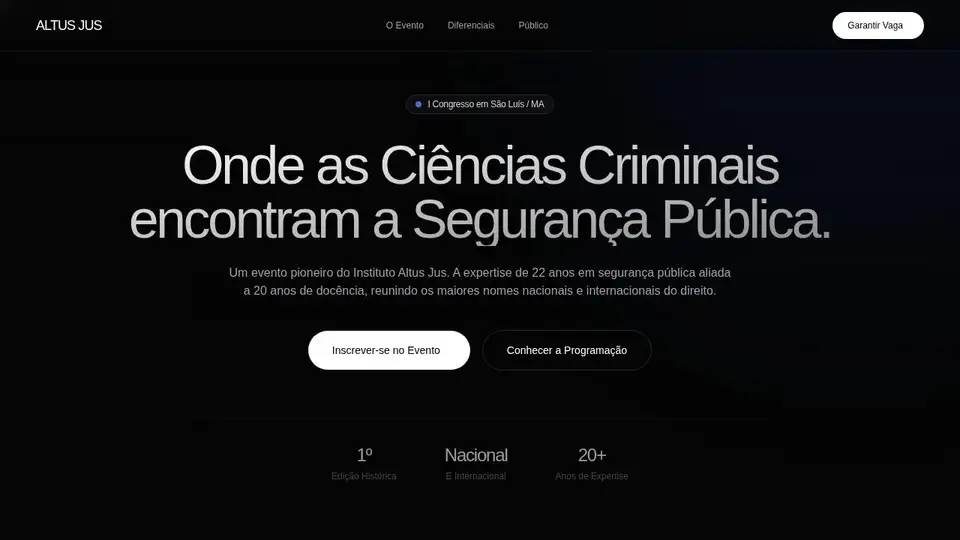 ALTUS JUS
O Evento
Diferenciais
Público
Garantir Vaga
I Congresso em São Luís / MA
Onde as Ciências Criminais
encontram a Segurança Pública.
Um evento pioneiro do Instituto Altus Jus. A expertise de 22 anos em segurança pública aliada
a 20 anos de docência, reunindo os maiores nomes nacionais e internacionais do direito.
Inscrever-se no Evento
Conhecer a Programação
1º
Edição Histórica
Nacional
E Internacional
20+
Anos de Expertise